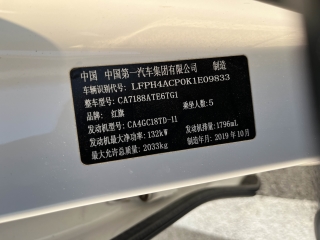 中国 中国第一汽车集团有限公司 制造
车辆识别代号: LFPH4ACP0K1E09833
整车型号: CA7188ATE6TG1
品牌: 红旗 乘坐人数: 5
发动机型号: CA4GC18TD-11
发动机最大净功率: 132kW 发动机排量: 1796mL
最大允许总质量: 2033kg 制造年月: 2019年10月